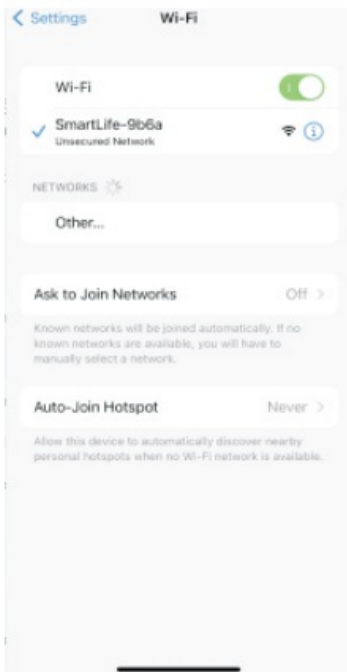 Settings
Wi-Fi
Wi-Fi
SmartLife-9b6a
Unsecured Network
NETWORKS
Other...
Ask to Join Networks
Off
Known networks will be joined automatically. If no
known networks are available, you will have to
manually select a network.
Auto-Join Hotspot
Never
Allow this device to automatically discover nearby
personal hotspots when no Wi-Fi network is available.